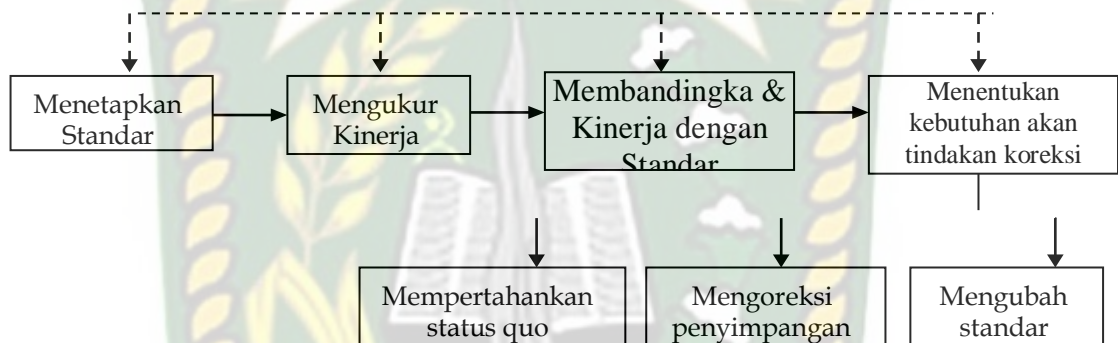 Menetapkan
Standar
Mengukur
Kinerja
Membandingka &
Kinerja dengan
Standar
Menentukan
kebutuhan akan
tindakan koreksi
Mempertahankan
status quo
Mengoreksi
penyimpangan
Mengubah
standar